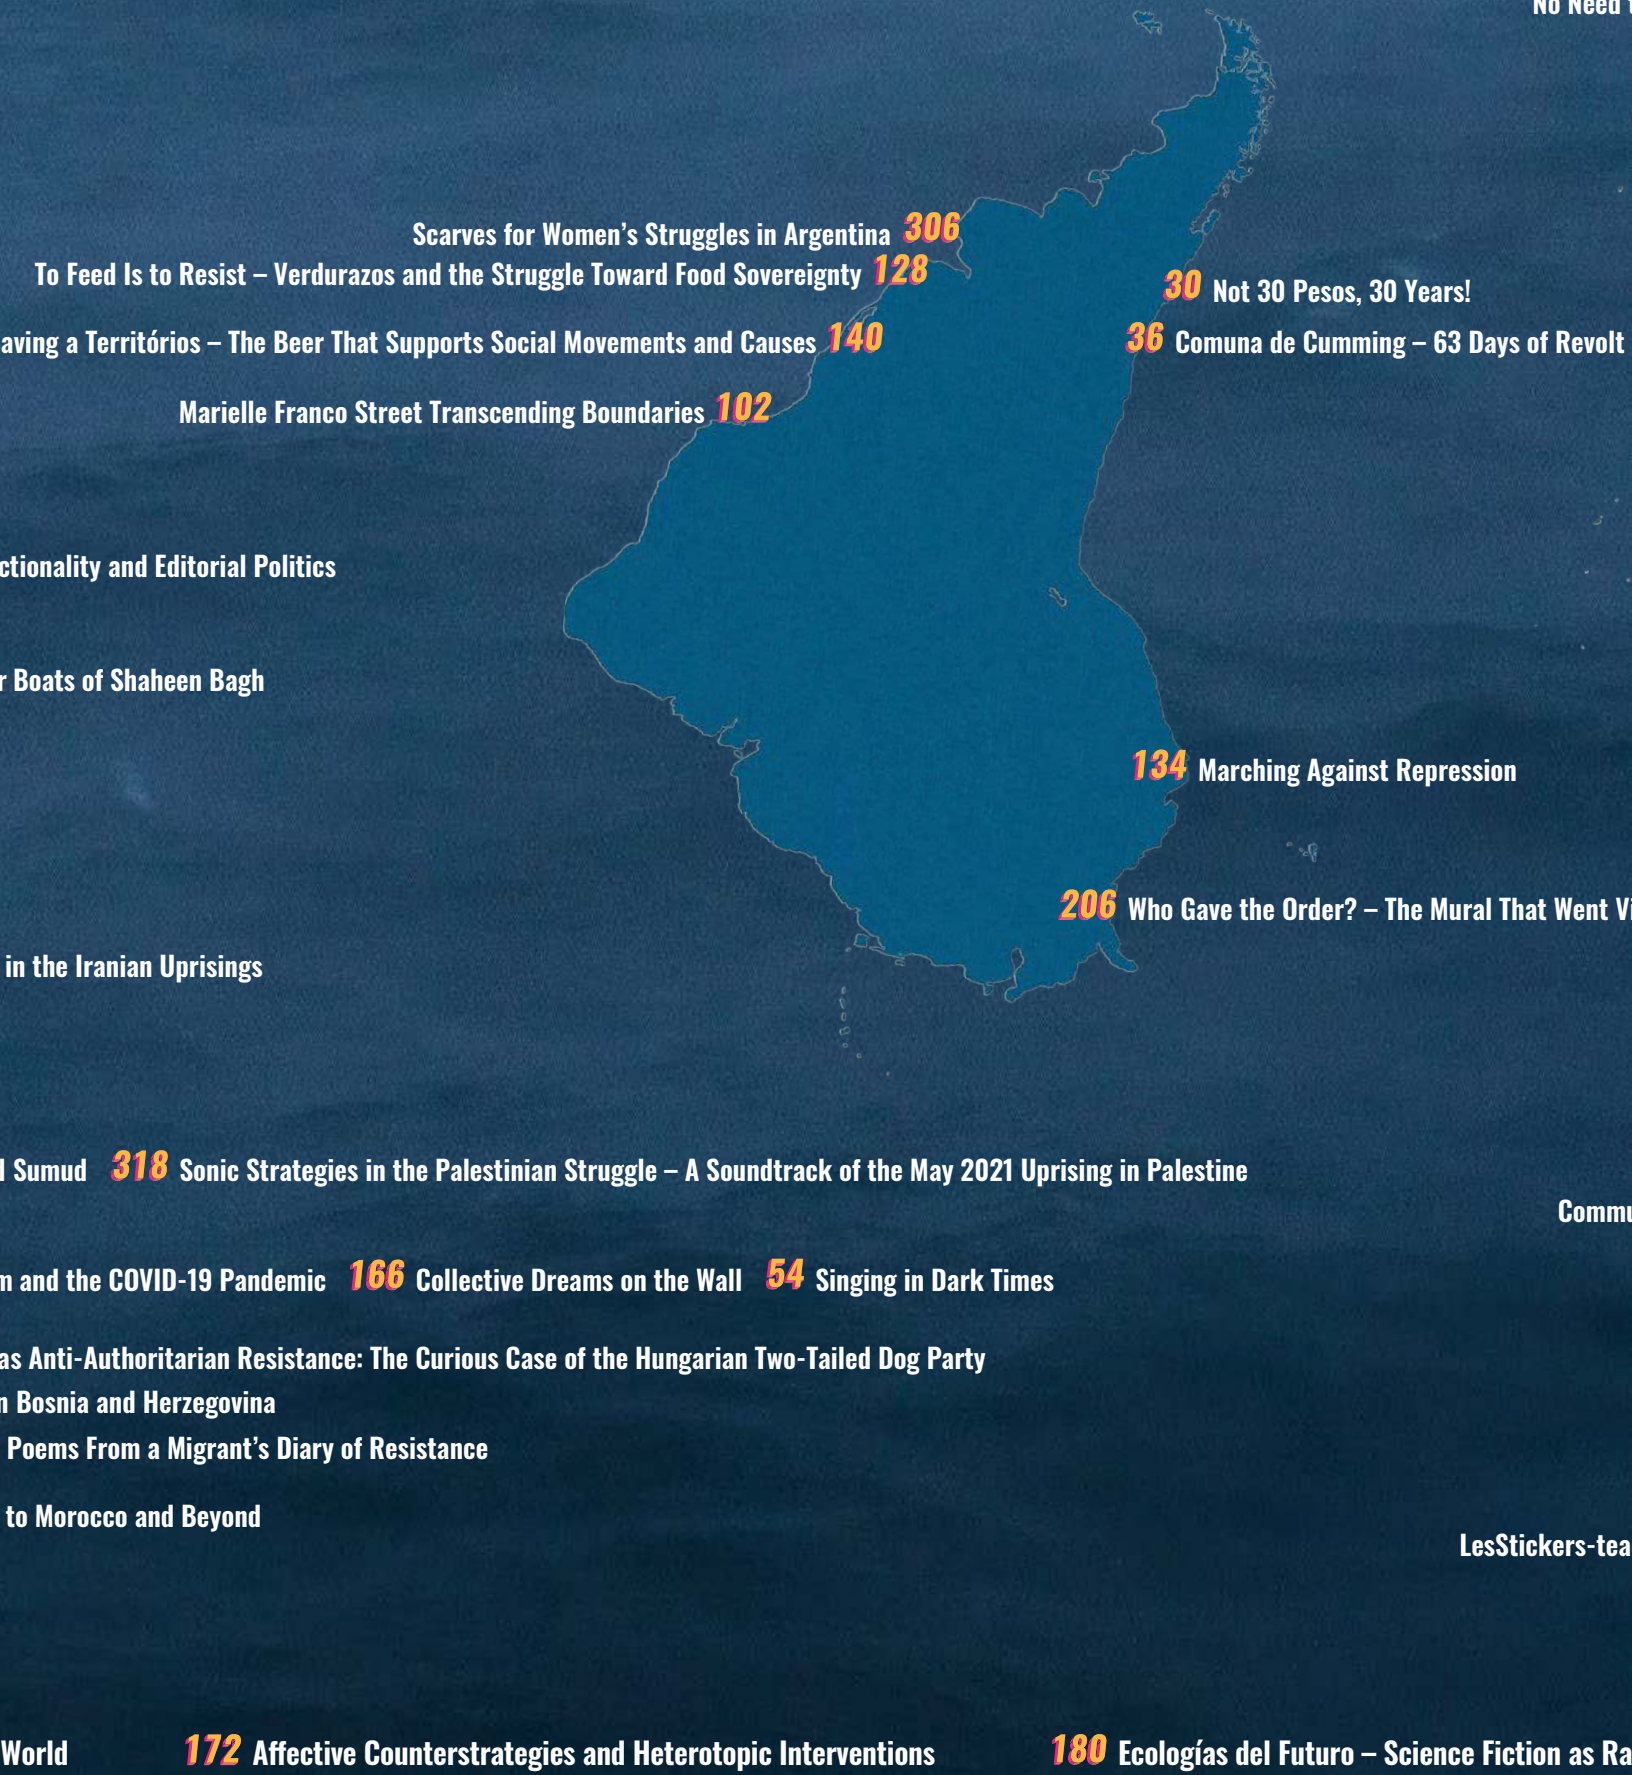 No Need
Scarves for Women's Struggles in Argentina 306
To Feed Is to Resist – Verdurazos and the Struggle Toward Food Sovereignty 128
30 Not 30 Pesos, 30 Years!
aving a Territórios – The Beer That Supports Social Movements and Causes 140
36 Comuna de Cumming – 63 Days of Revolt
Marielle Franco Street Transcending Boundaries 102
ctionality and Editorial Politics
r Boats of Shaheen Bagh
134 Marching Against Repression
206 Who Gave the Order? – The Mural That Went Vi
in the Iranian Uprisings
l Sumud 318 Sonic Strategies in the Palestinian Struggle – A Soundtrack of the May 2021 Uprising in Palestine
Commu
m and the COVID-19 Pandemic 166 Collective Dreams on the Wall 54 Singing in Dark Times
as Anti-Authoritarian Resistance: The Curious Case of the Hungarian Two-Tailed Dog Party
n Bosnia and Herzegovina
Poems From a Migrant's Diary of Resistance
to Morocco and Beyond
LesStickers-tea
World 172 Affective Counterstrategies and Heterotopic Interventions 180 Ecologías del Futuro – Science Fiction as Ra